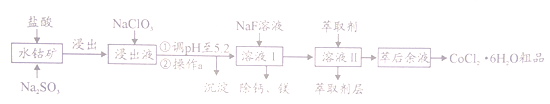 盐酸
NaClO₃
NaF溶液
萃取剂
水钴矿
浸出
浸出液
①调pH至5.2
②操作a
溶液Ⅰ
溶液Ⅱ
萃后余液
CoCl₂·6H₂O粗品
Na₂SO₃
沉淀
除钙、镁
萃取剂层